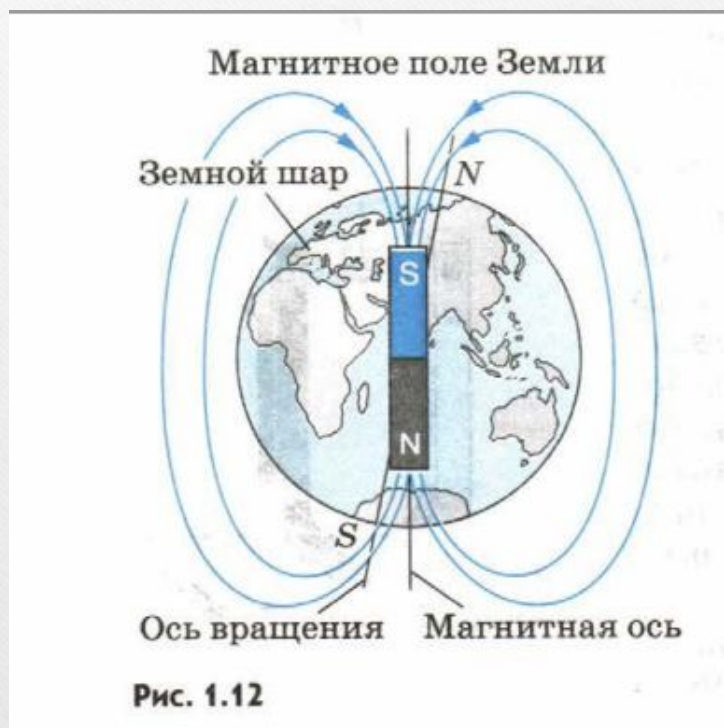 Магнитное поле Земли
Земной шар
N
S
N
S
Ось вращения
Магнитная ось
Рис. 1.12